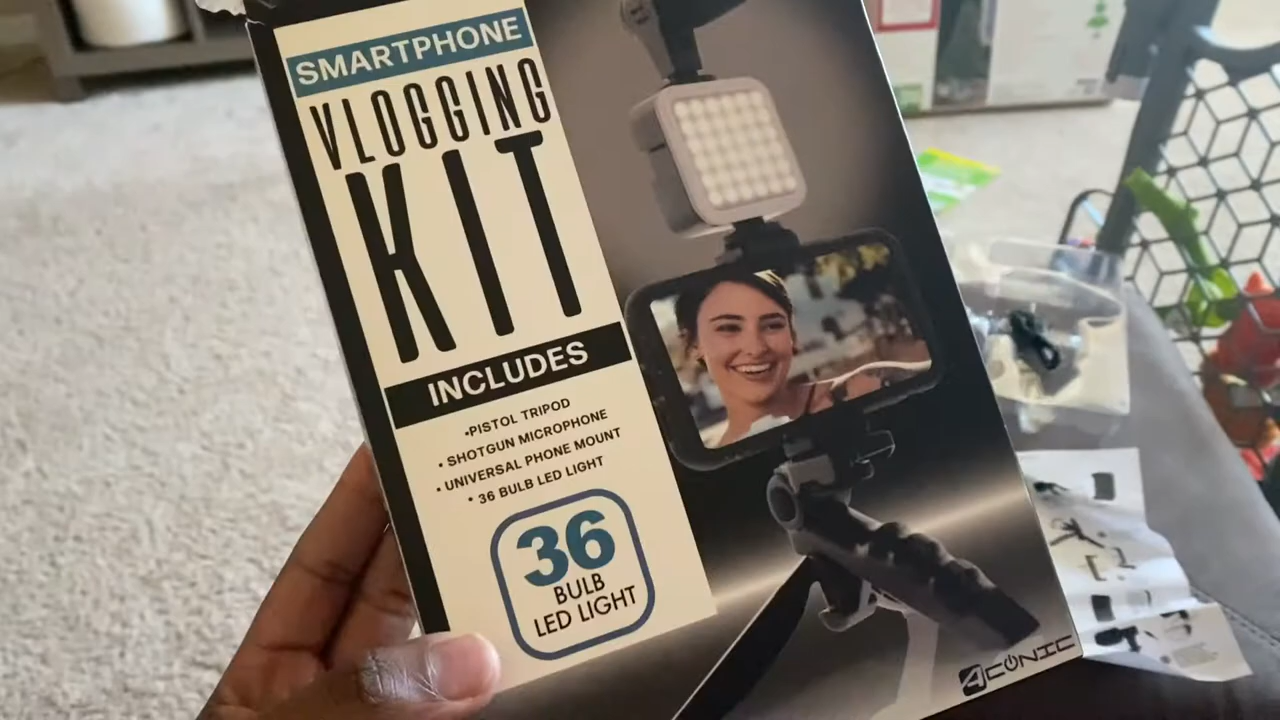 SMARTPHONE
VLOGGING
KIT
INCLUDES
•PISTOL TRIPOD
• SHOTGUN MICROPHONE
• UNIVERSAL PHONE MOUNT
• 36 BULB LED LIGHT
36
BULB
LED LIGHT
ACONIC